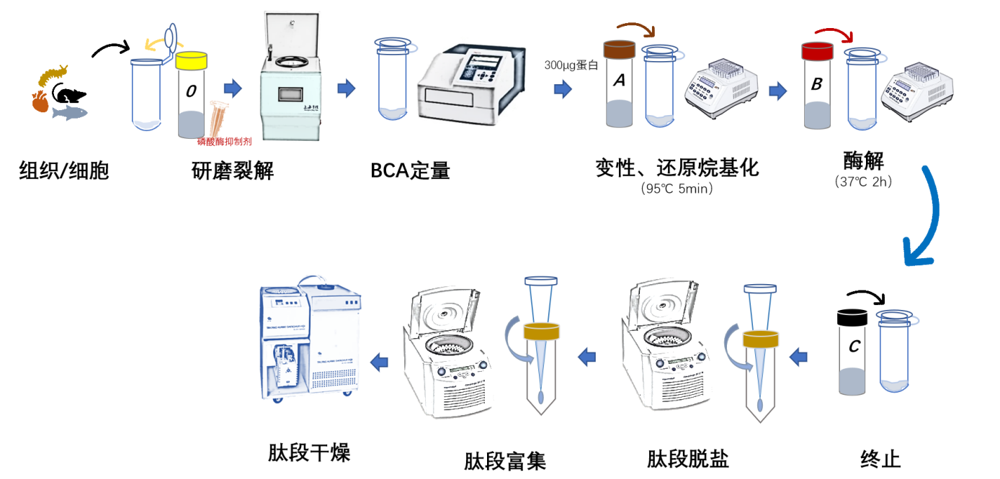 O
磷酸酶抑制剂
300μg蛋白
A
B
组织/细胞
研磨裂解
BCA定量
变性、还原烷基化
（95℃ 5min）
酶解
（37℃ 2h）
C
肽段干燥
肽段富集
肽段脱盐
终止